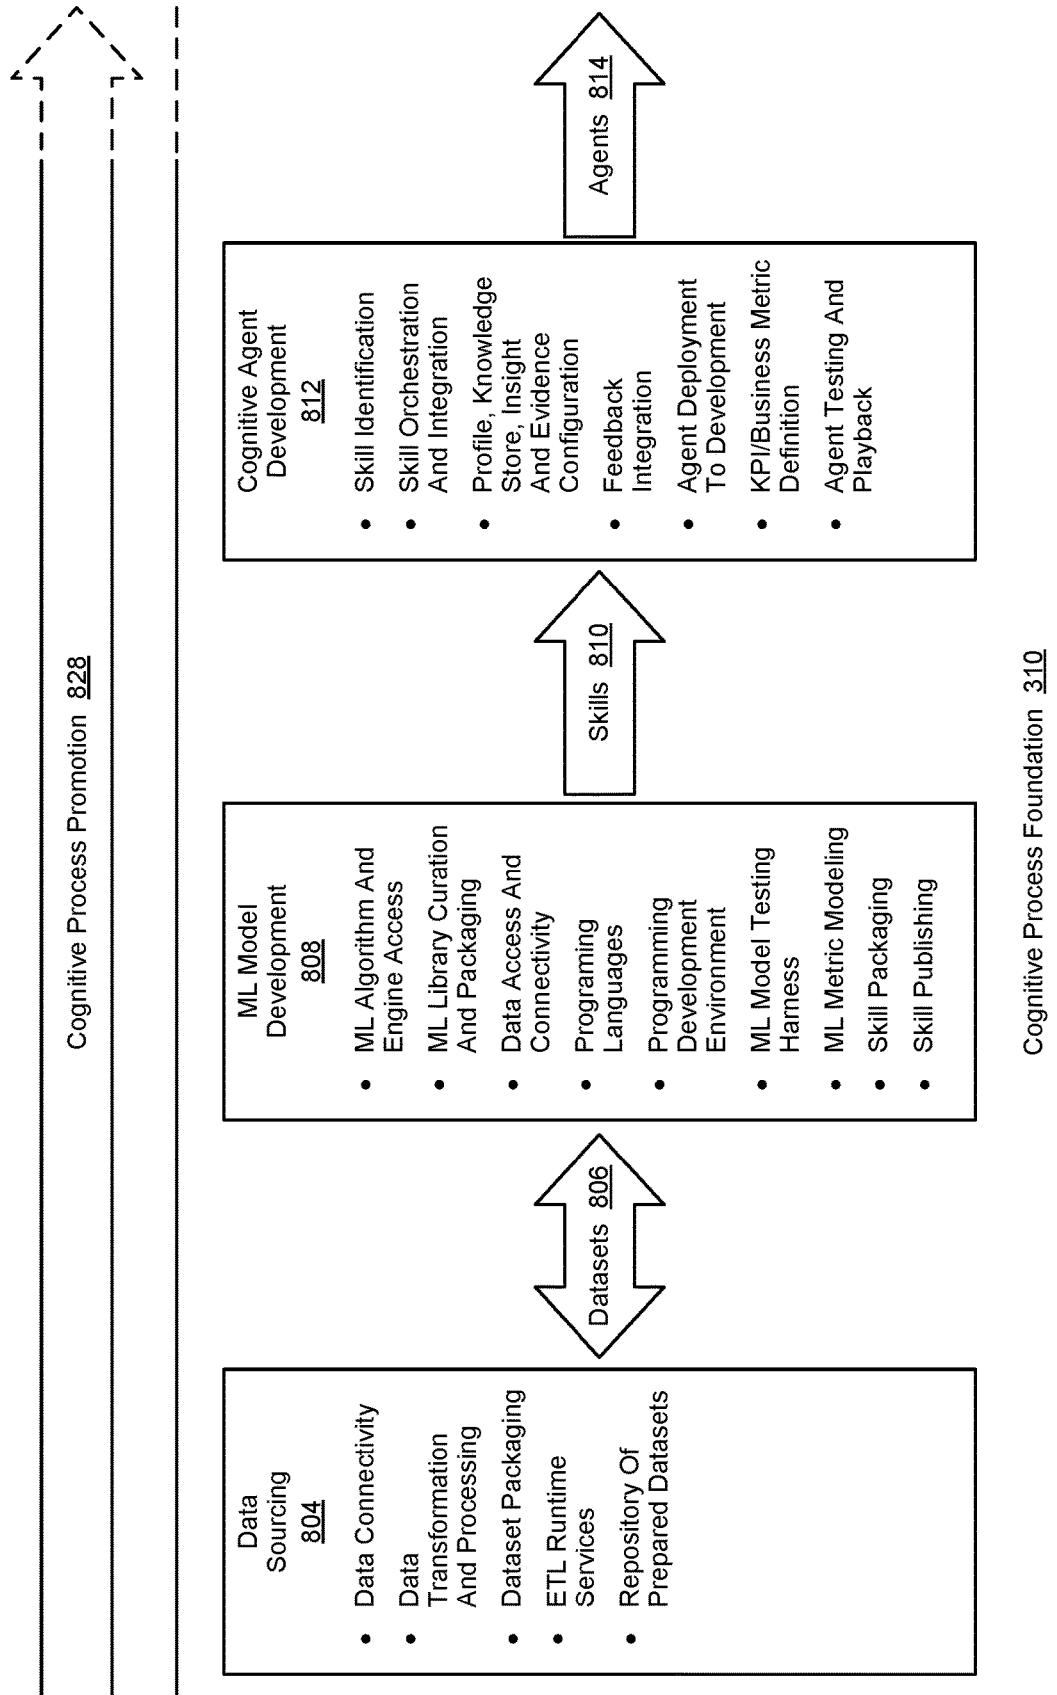 Cognitive Process Promotion 828
Data
Sourcing
804
• Data Connectivity
• Data
Transformation
And Processing
• Dataset Packaging
• ETL Runtime
Services
• Repository Of
Prepared Datasets
Datasets 806
ML Model
Development
808
• ML Algorithm And
Engine Access
• ML Library Curation
And Packaging
• Data Access And
Connectivity
• Programing
Languages
• Programming
Development
Environment
• ML Model Testing
Harness
• ML Metric Modeling
• Skill Packaging
• Skill Publishing
Skills 810
Cognitive Agent
Development
812
• Skill Identification
• Skill Orchestration
And Integration
• Profile, Knowledge
Store, Insight
And Evidence
Configuration
• Feedback
Integration
• Agent Deployment
To Development
• KPI/Business Metric
Definition
• Agent Testing And
Playback
Agents 814
Cognitive Process Foundation 310